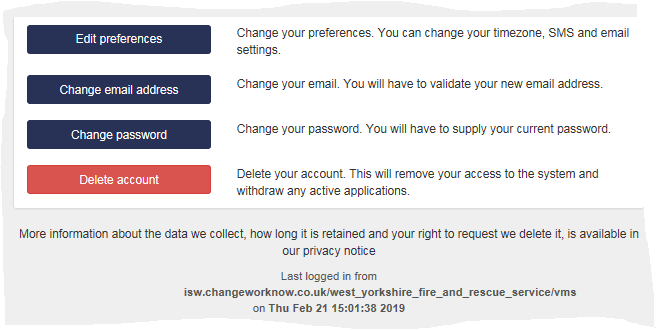 Edit preferences
Change your preferences. You can change your timezone, SMS and email
settings.
Change email address
Change your email. You will have to validate your new email address.
Change password
Change your password. You will have to supply your current password.
Delete account
Delete your account. This will remove your access to the system and
withdraw any active applications.
More information about the data we collect, how long it is retained and your right to request we delete it, is available in
our privacy notice
Last logged in from
isw.changeworknow.co.uk/west_yorkshire_fire_and_rescue_service/vms
on Thu Feb 21 15:01:38 2019